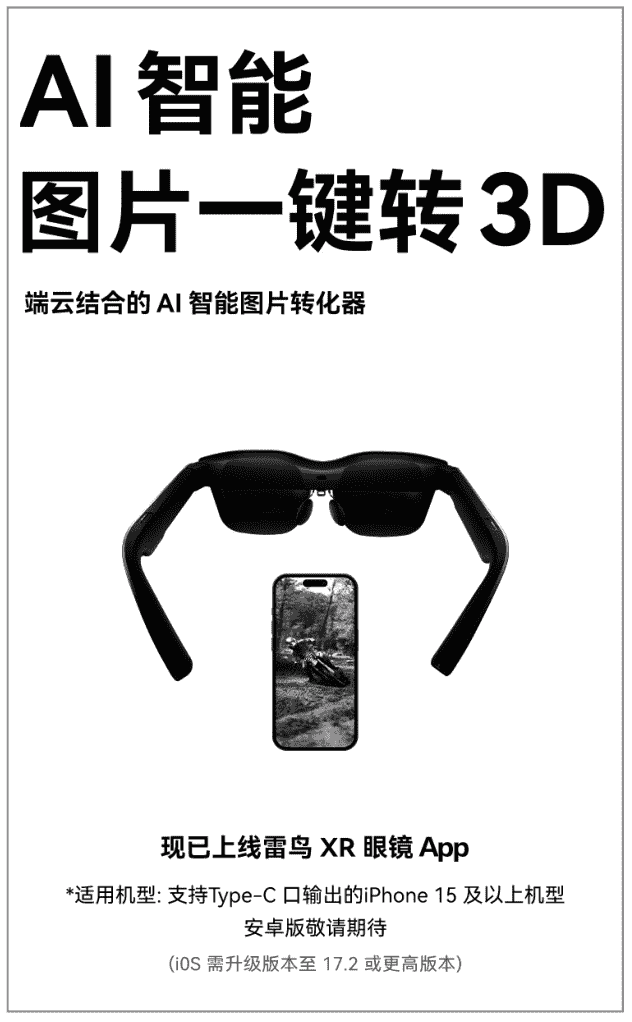 AI 智能
图片一键转 3D
端云结合的 AI 智能图片转化器
现已上线雷鸟 XR 眼镜 App
*适用机型: 支持Type-C 口输出的iPhone 15 及以上机型
安卓版敬请期待
(iOS 需升级版本至 17.2 或更高版本)